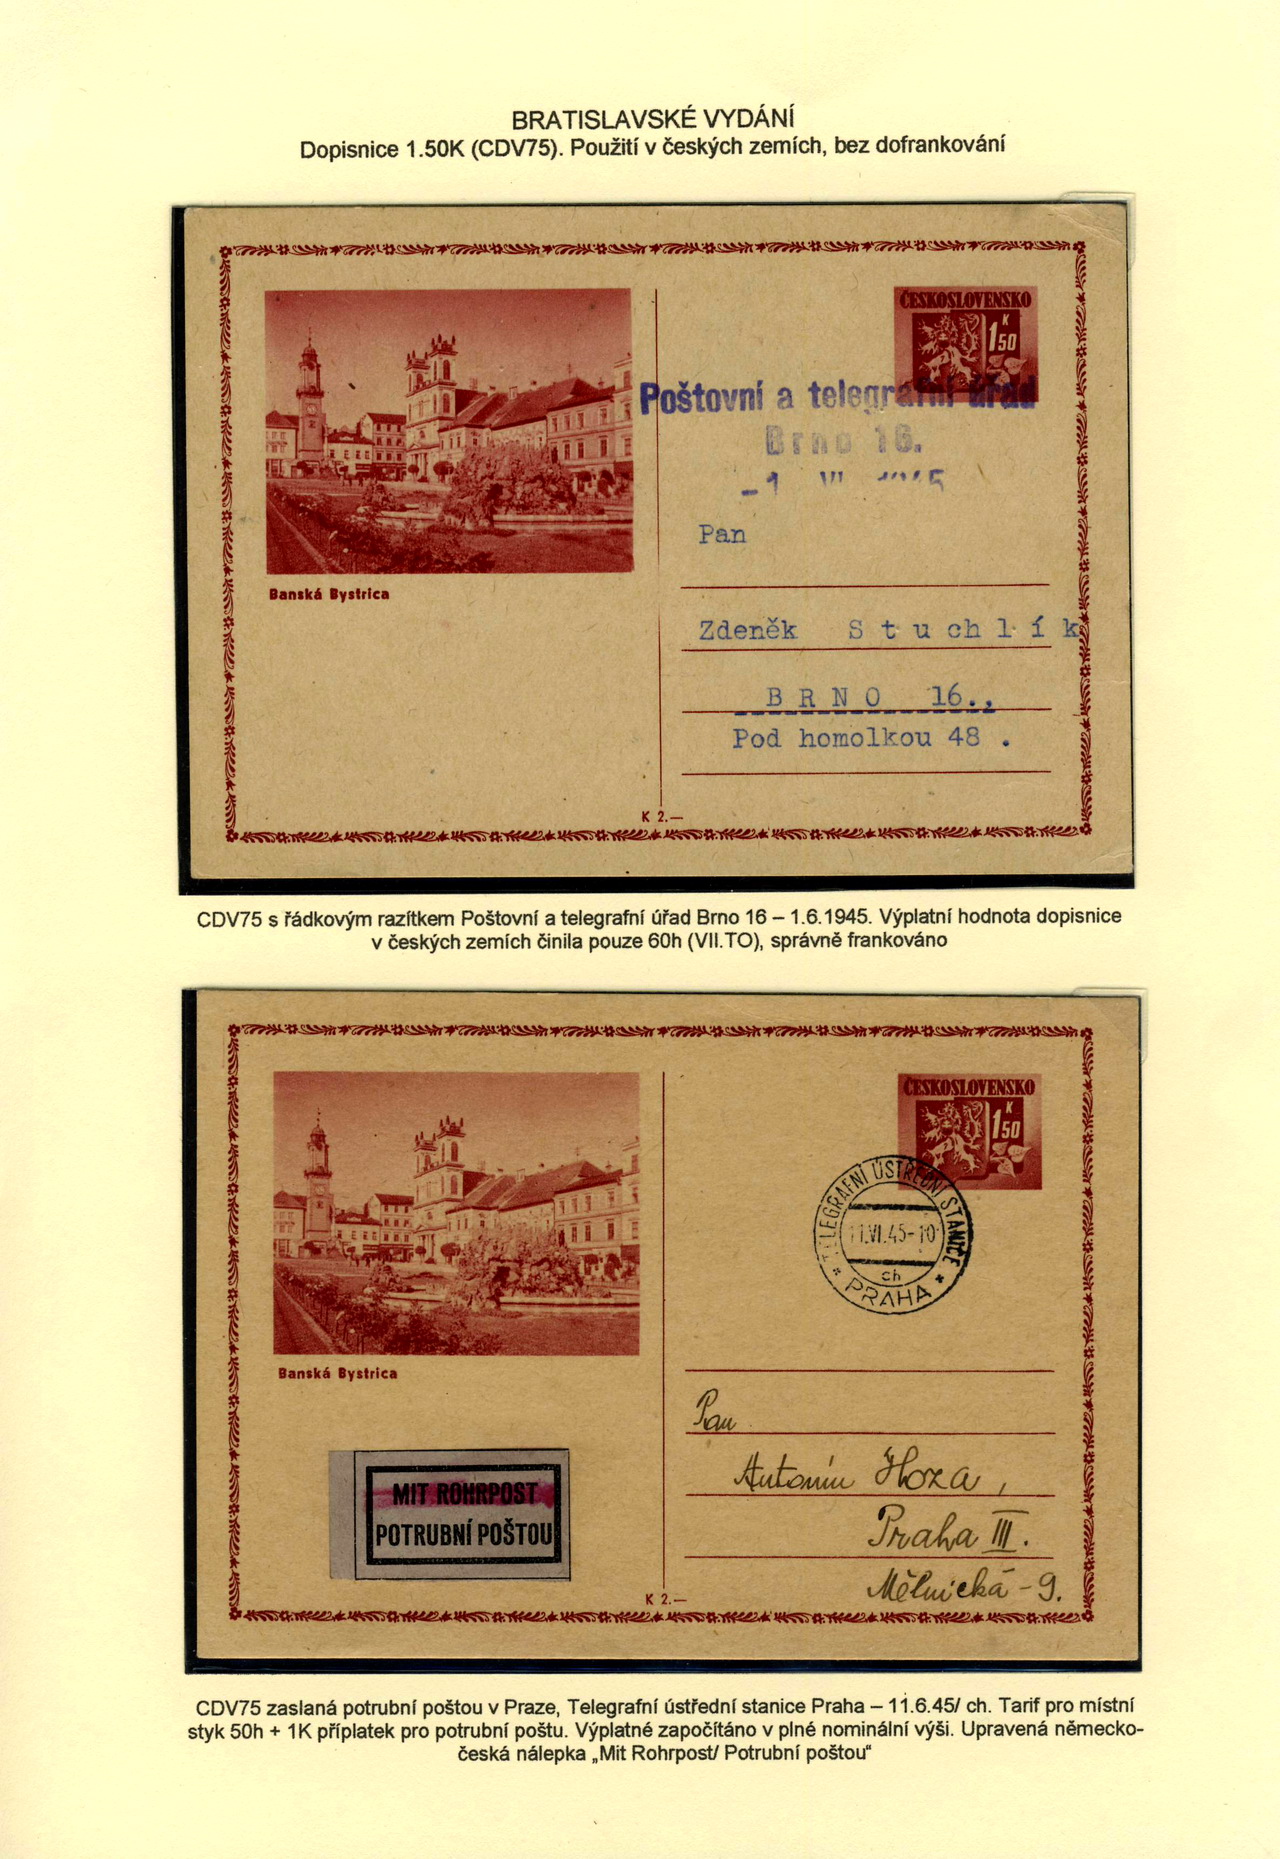 BRATISLAVSKÉ VYDÁNÍ
Dopisnice 1.50K (CDV75). Použití v českých zemích, bez dofrankování
ČESKOSLOVENSKO
K
1 50
Poštovní a telegrafní úřad
Brno 16.
-1. VI. 1945
Pan
Banská Bystrica
Zdeněk Stuchlík
BRNO 16.,
Pod homolkou 48 .
K 2.—
CDV75 s řádkovým razítkem Poštovní a telegrafní úřad Brno 16 – 1.6.1945. Výplatní hodnota dopisnice
v českých zemích činila pouze 60h (VII.TO), správně frankováno
ČESKOSLOVENSKO
K
1 50
TELEGRAFNÍ ÚSTŘEDNÍ STANICE
11.VI.45-10
ch
* PRAHA *
Banská Bystrica
Pan
Antonín Hoza,
Praha III.
Mělnická - 9.
MIT ROHRPOST
POTRUBNÍ POŠTOU
K 2.—
CDV75 zaslaná potrubní poštou v Praze, Telegrafní ústřední stanice Praha – 11.6.45/ ch. Tarif pro místní
styk 50h + 1K příplatek pro potrubní poštu. Výplatné započítáno v plné nominální výši. Upravená německo-
česká nálepka „Mit Rohrpost/ Potrubní poštou“